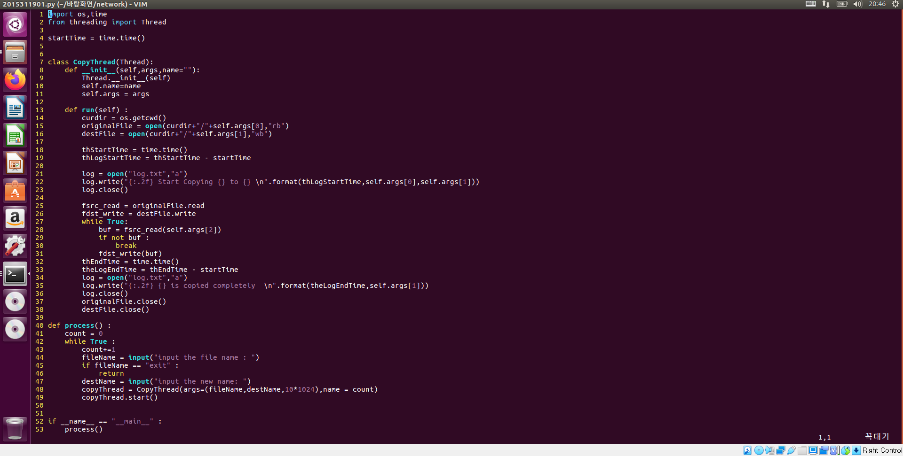 2015311901.py (~/바탕화면/network) - VIM
20:46
1 import os,time
2 from threading import Thread
3
4 startTime = time.time()
5
6
7 class CopyThread(Thread):
8     def __init__(self,args,name=""):
9         Thread.__init__(self)
10         self.name=name
11         self.args = args
12
13     def run(self) :
14         curdir = os.getcwd()
15         originalFile = open(curdir+"/"+self.args[0],"rb")
16         destFile = open(curdir+"/"+self.args[1],"wb")
17
18         thStartTime = time.time()
19         thLogStartTime = thStartTime - startTime
20
21         log = open("log.txt","a")
22         log.write("{:.2f} Start Copying {} to {} \n".format(thLogStartTime,self.args[0],self.args[1]))
23         log.close()
24
25         fsrc_read = originalFile.read
26         fdst_write = destFile.write
27         while True:
28             buf = fsrc_read(self.args[2])
29             if not buf :
30                 break
31             fdst_write(buf)
32         thEndTime = time.time()
33         theLogEndTime = thEndTime - startTime
34         log = open("log.txt","a")
35         log.write("{:.2f} {} is copied completely  \n".format(theLogEndTime,self.args[1]))
36         log.close()
37         originalFile.close()
38         destFile.close()
39
40 def process() :
41     count = 0
42     while True :
43         count+=1
44         fileName = input("input the file name : ")
45         if fileName == "exit" :
46             return
47         destName = input("input the new name: ")
48         copyThread = CopyThread(args=(fileName,destName,10*1024),name = count)
49         copyThread.start()
50
51
52 if __name__ == "__main__" :
53     process()
1,1 꼭대기
Right Control